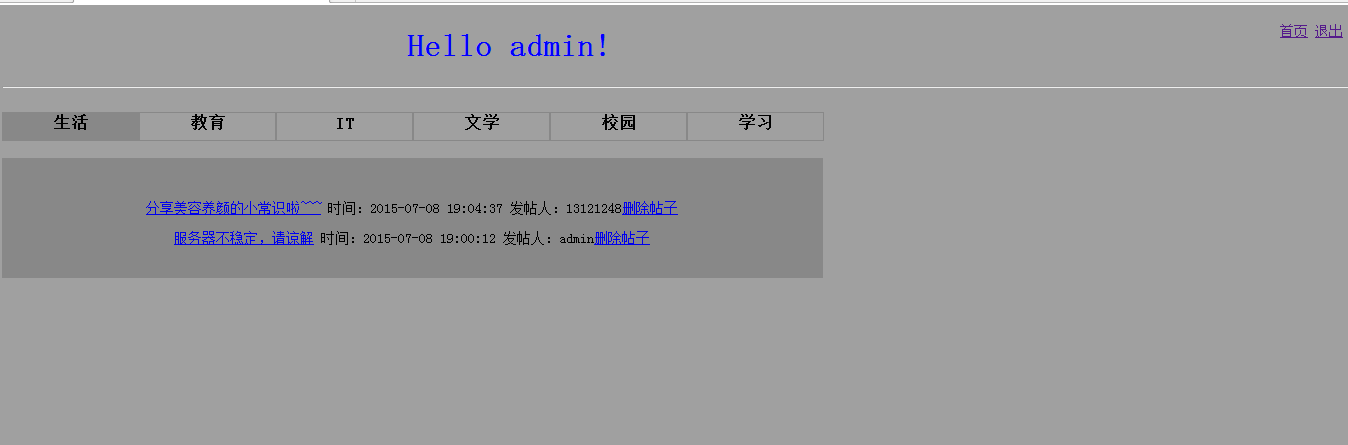 首页 退出
Hello admin!
生活 教育 IT 文学 校园 学习
分享美容养颜的小常识啦~~~ 时间：2015-07-08 19:04:37 发帖人：13121248删除帖子
服务器不稳定，请谅解 时间：2015-07-08 19:00:12 发帖人：admin删除帖子